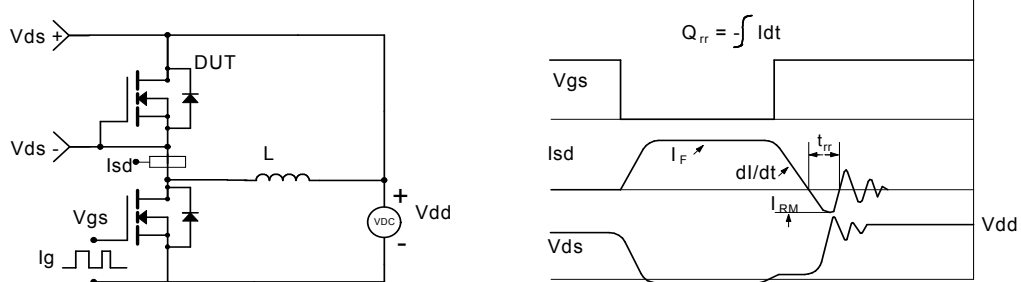 Vds +
DUT
Vds -
Isd
L
Vgs
Ig
+
VDC
-
Vdd
Q rr = - ∫ Idt
Vgs
Isd
I F
dI/dt
t rr
I RM
Vds
Vdd